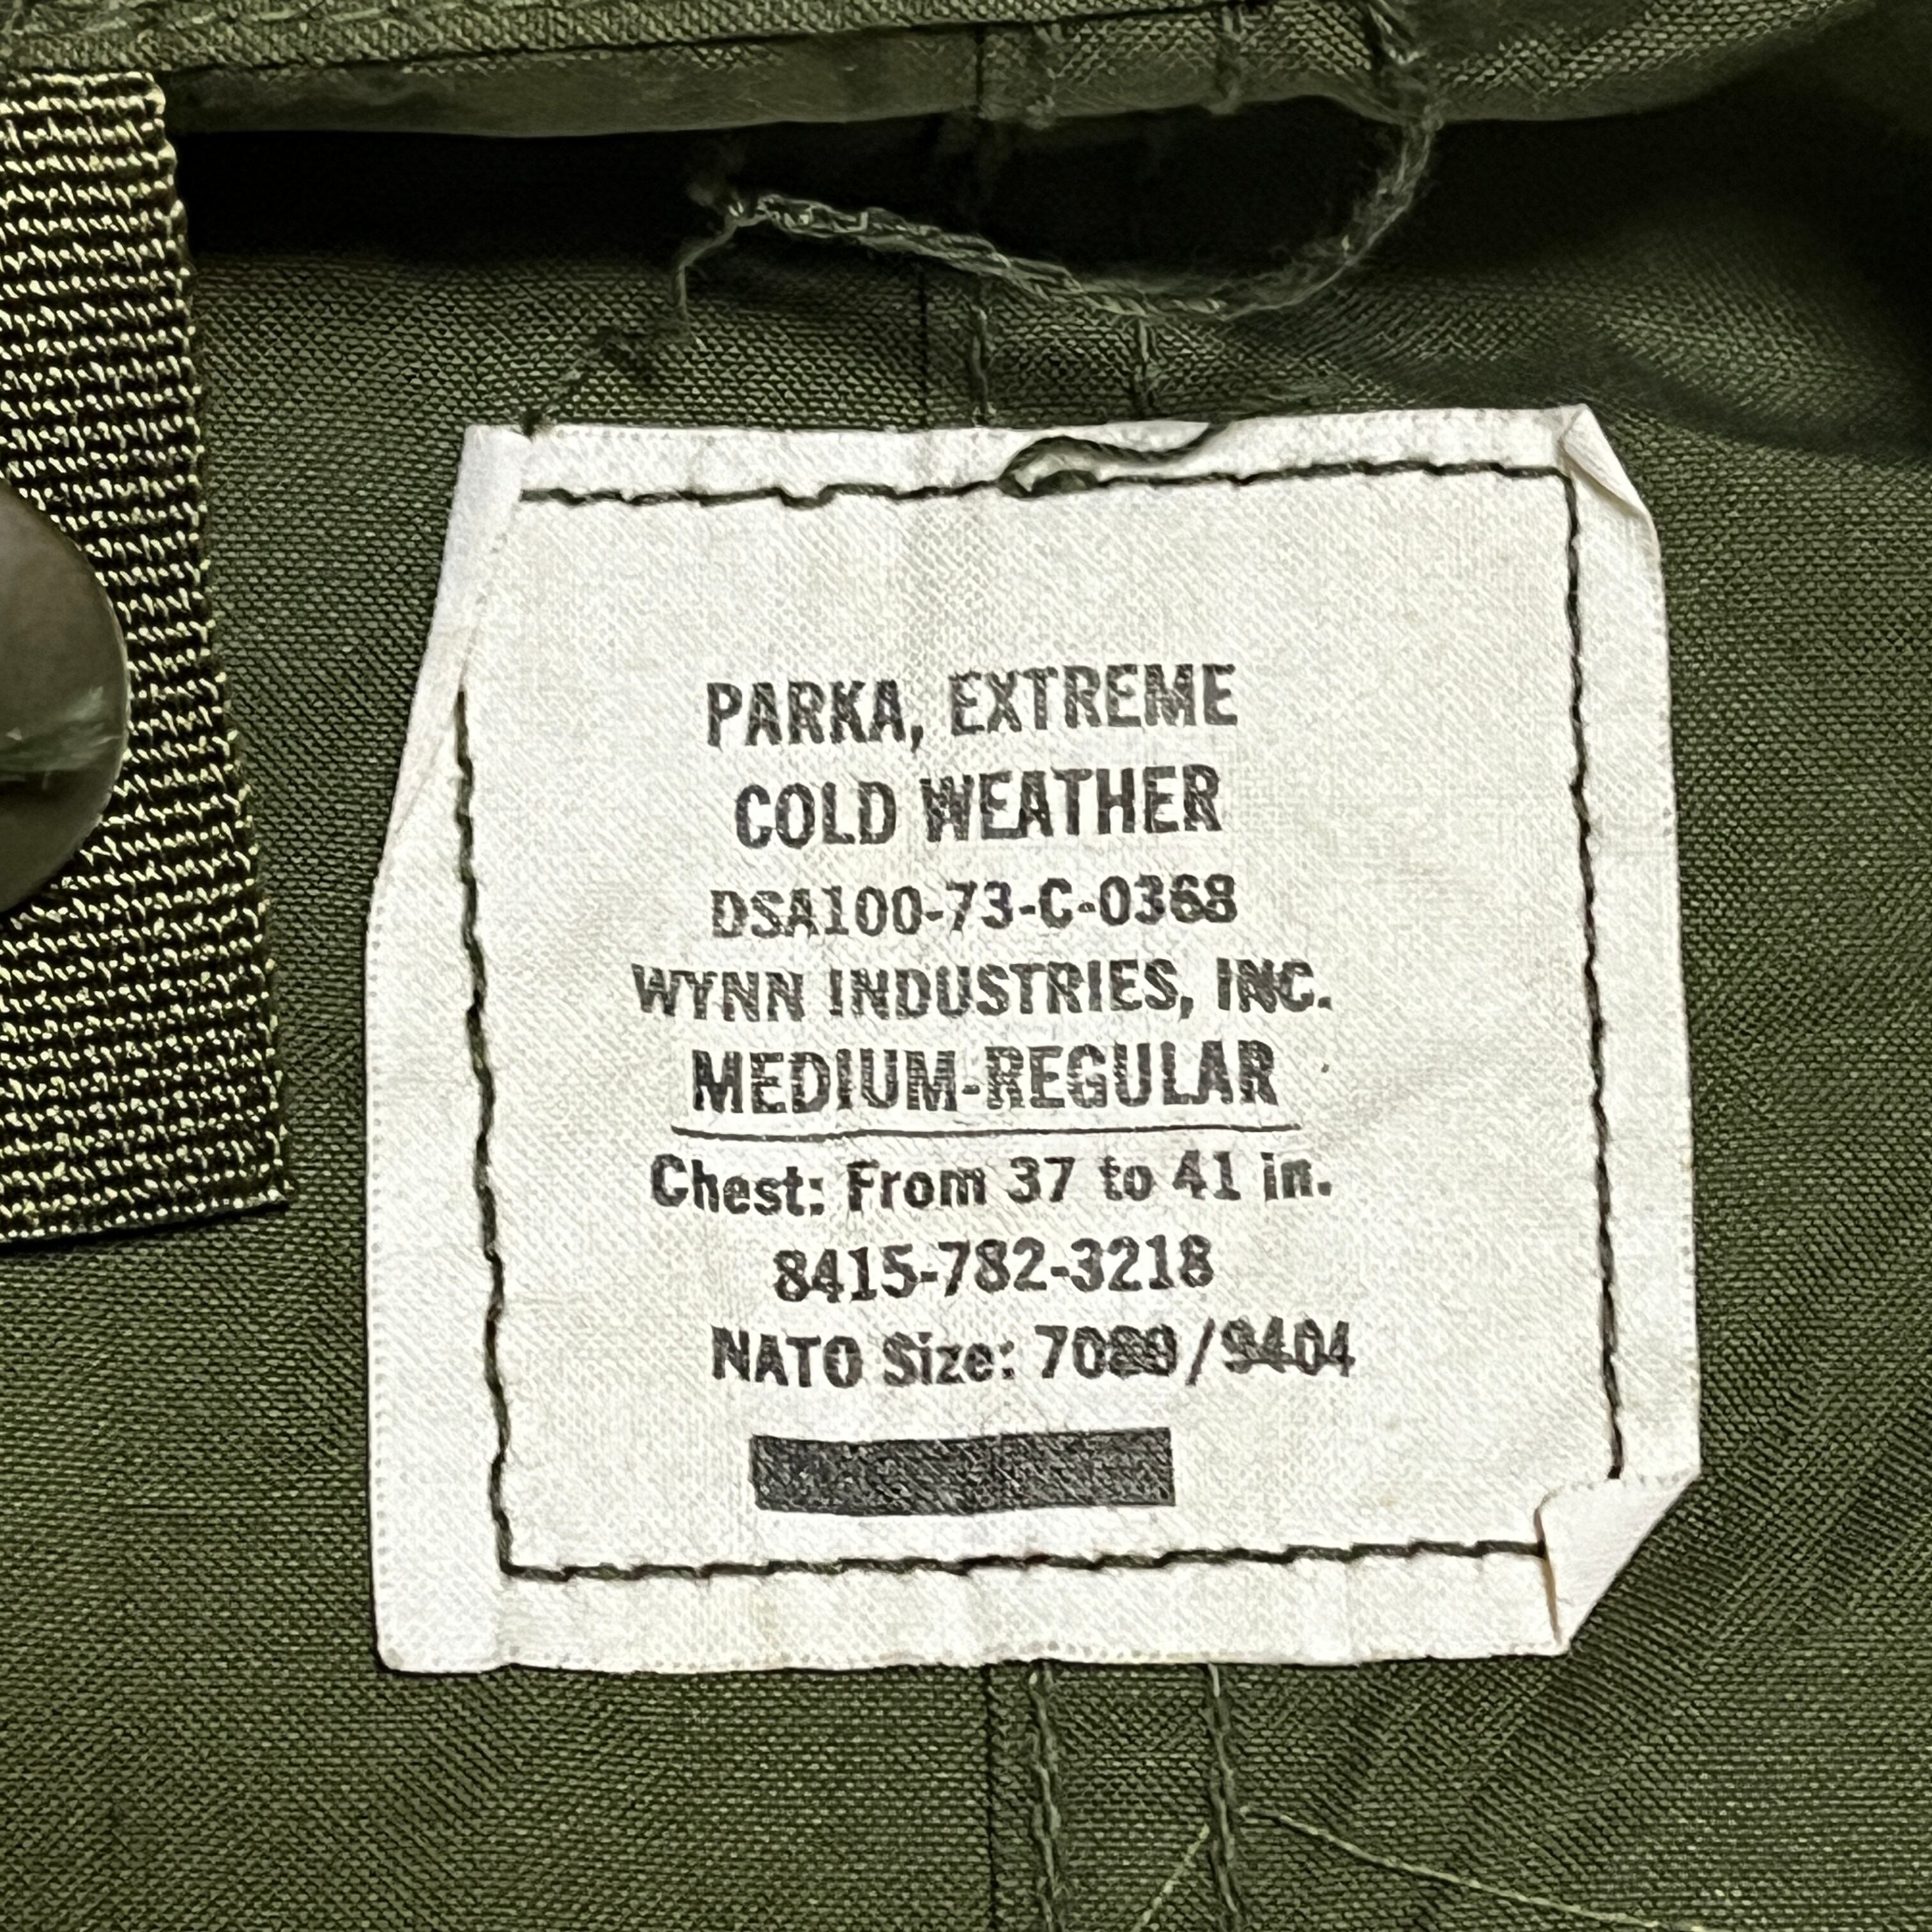 PARKA, EXTREME
COLD WEATHER
DSA100-73-C-0368
WYNN INDUSTRIES, INC.
MEDIUM-REGULAR
Chest: From 37 to 41 in.
8415-782-3218
NATO Size: 7089/9404